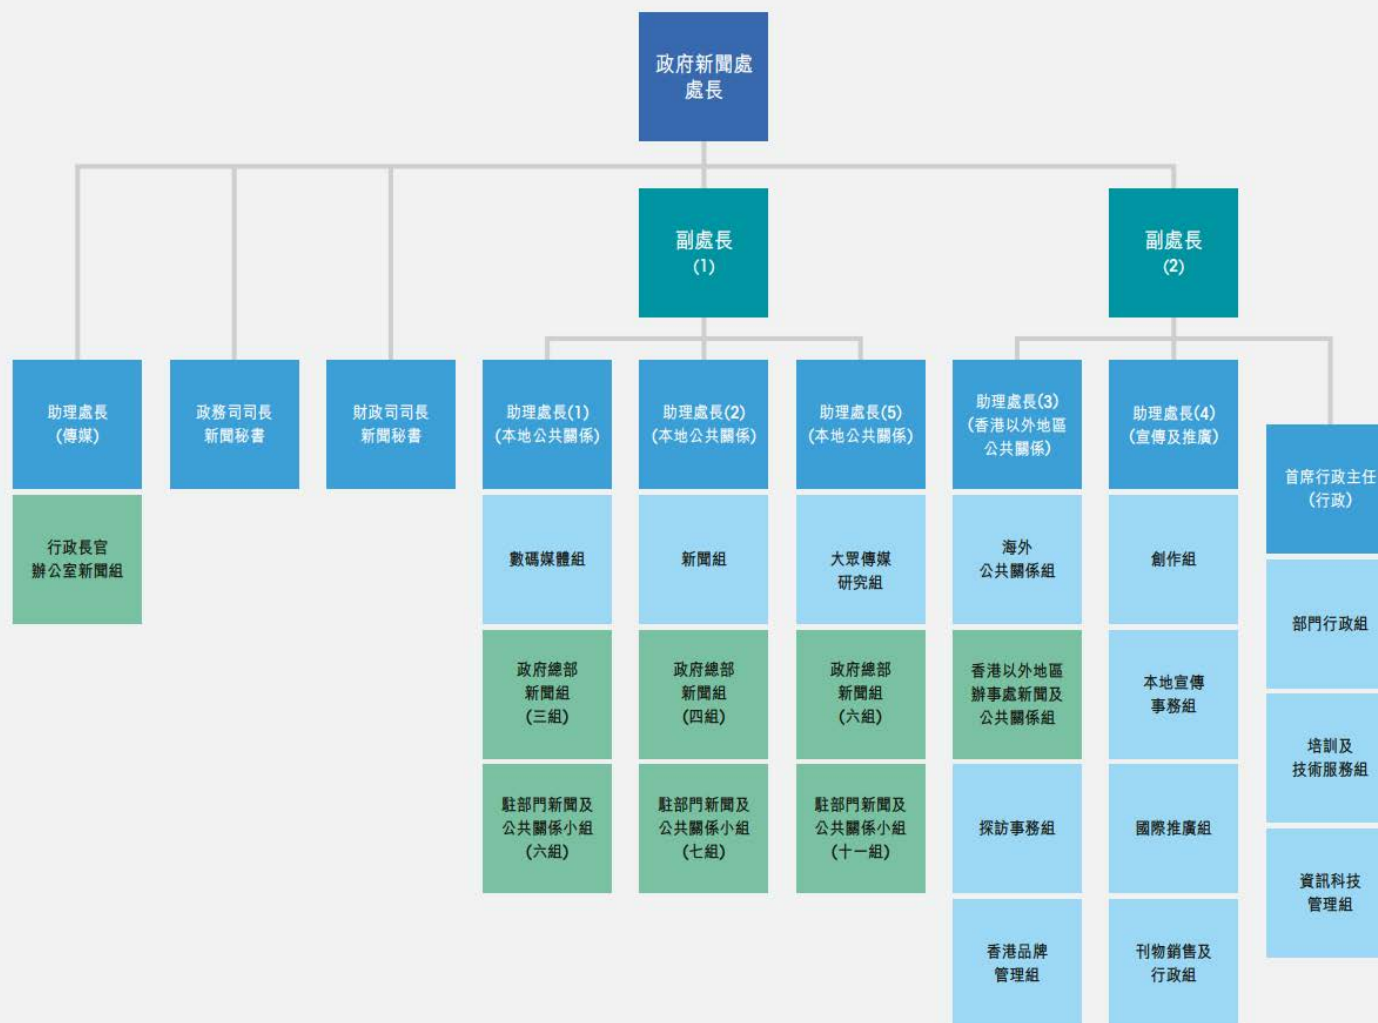 政府新聞處
處長
副處長
(1)
副處長
(2)
助理處長
(傳媒)
政務司司長
新聞秘書
財政司司長
新聞秘書
助理處長(1)
(本地公共關係)
助理處長(2)
(本地公共關係)
助理處長(5)
(本地公共關係)
助理處長(3)
(香港以外地區
公共關係)
助理處長(4)
(宣傳及推廣)
首席行政主任
(行政)
行政長官
辦公室新聞組
數碼媒體組
新聞組
大眾傳媒
研究組
海外
公共關係組
創作組
部門行政組
政府總部
新聞組
(三組)
政府總部
新聞組
(四組)
政府總部
新聞組
(六組)
香港以外地區
辦事處新聞及
公共關係組
本地宣傳
事務組
培訓及
技術服務組
駐部門新聞及
公共關係小組
(六組)
駐部門新聞及
公共關係小組
(七組)
駐部門新聞及
公共關係小組
(十一組)
探訪事務組
國際推廣組
資訊科技
管理組
香港品牌
管理組
刊物銷售及
行政組